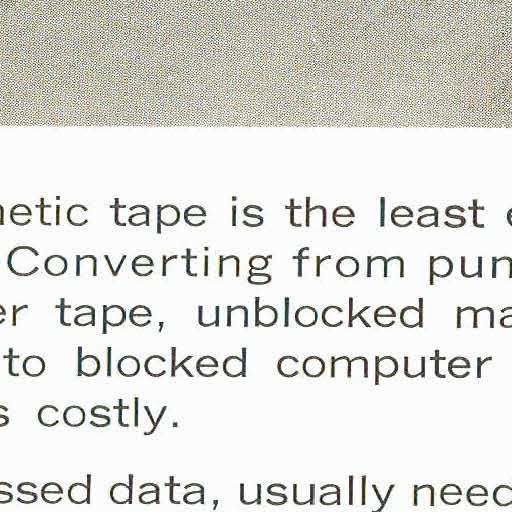 netic tape is the least
Converting from pun
er tape, unblocked ma
to blocked computer
s costly.
ssed data, usually need